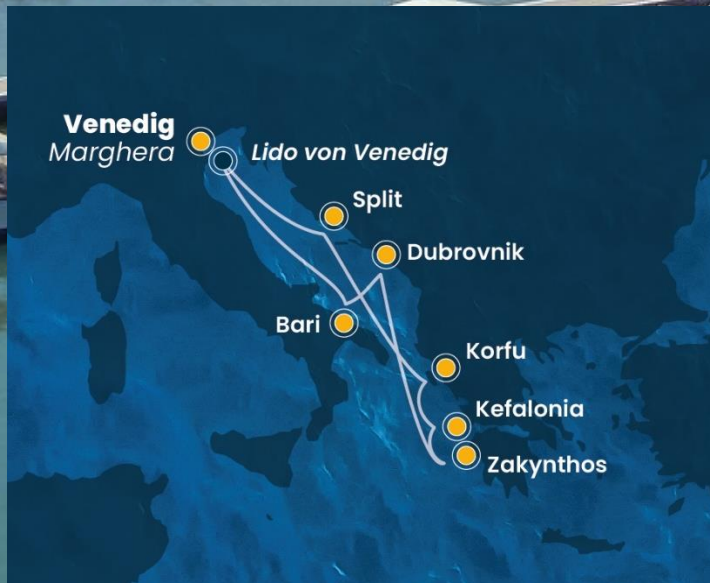 Venedig
Marghera
Lido von Venedig
Split
Dubrovnik
Bari
Korfu
Kefalonia
Zakynthos